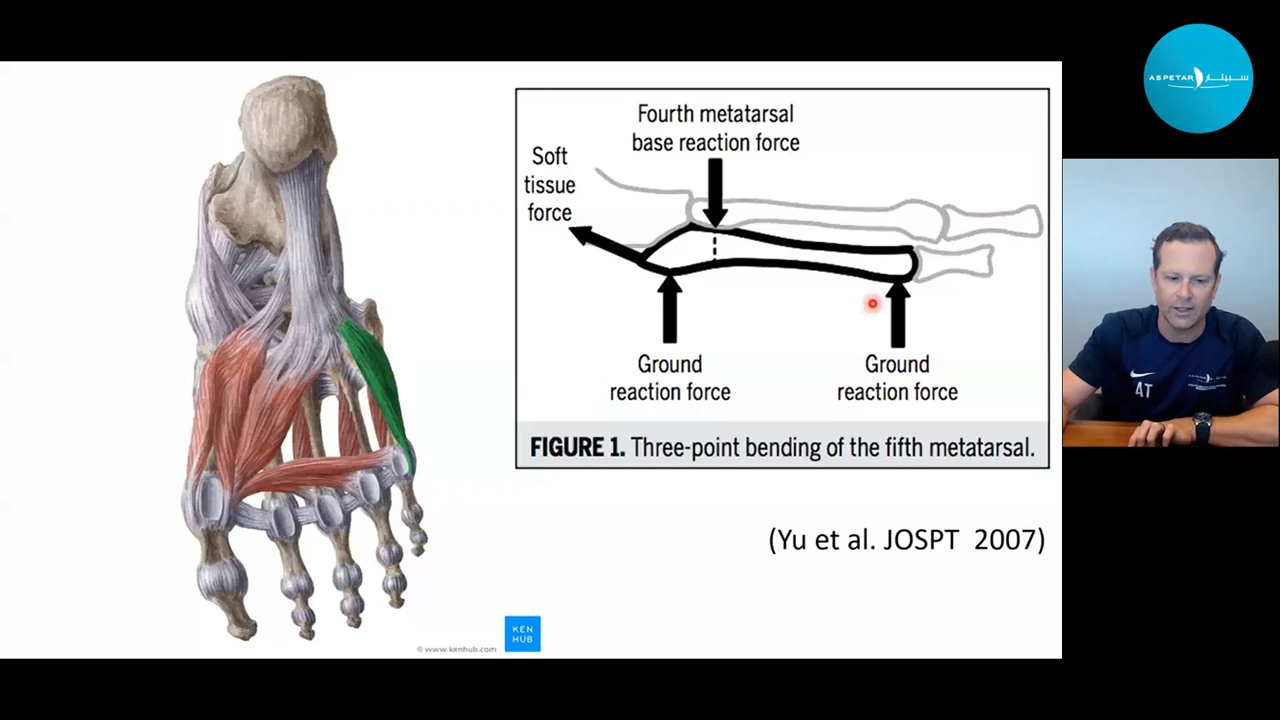 Fourth metatarsal
base reaction force
Soft
tissue
force
Ground
reaction force
Ground
reaction force
FIGURE 1. Three-point bending of the fifth metatarsal.
(Yu et al. JOSPT 2007)
KEN
HUB
© www.kenhub.com
ASPETAR سبيتار
AT